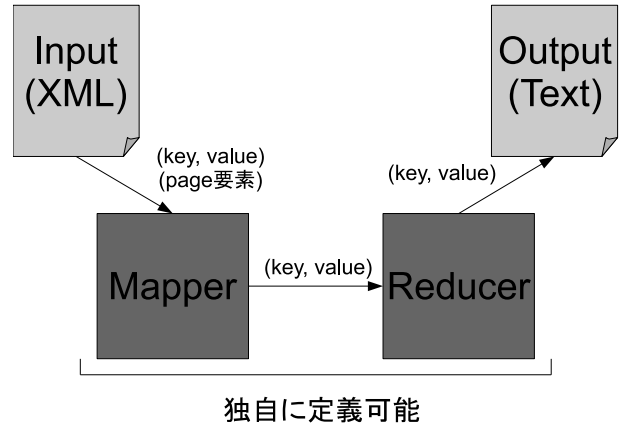 Input
(XML)
Output
(Text)
(key, value)
(page要素)
(key, value)
Mapper
(key, value)
Reducer
独自に定義可能